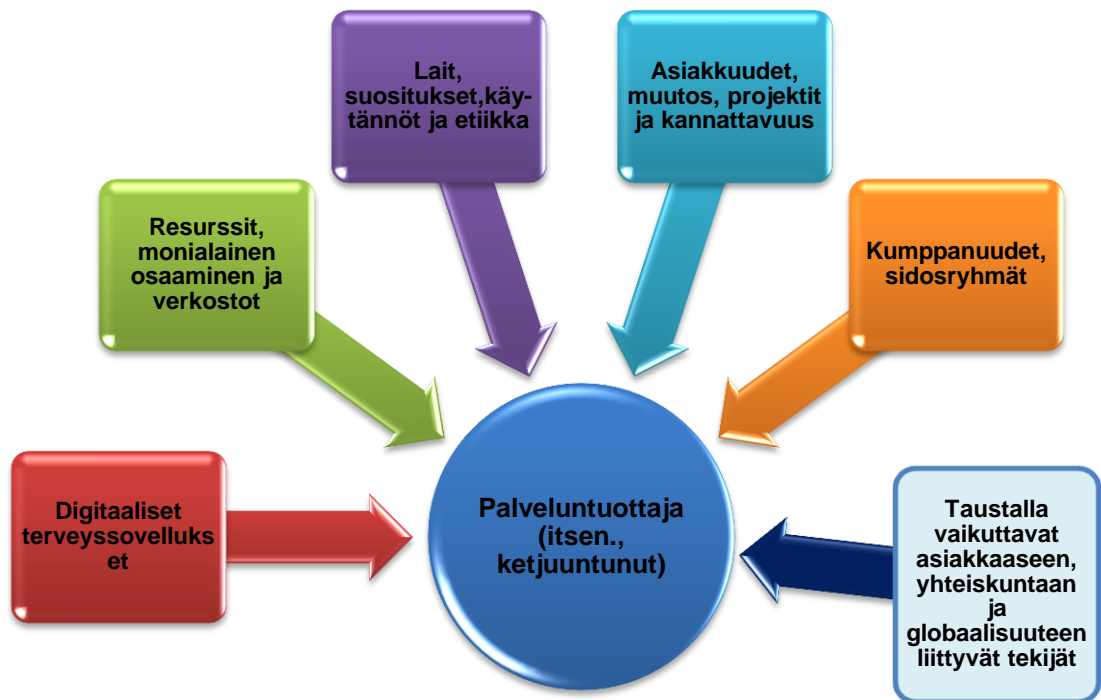 Lait,
suositukset,käy-
tännöt ja etiikka
Asiakkuudet,
muutos, projektit
ja kannattavuus
Resurssit,
monialainen
osaaminen ja
verkostot
Kumppanuudet,
sidosryhmät
Digitaaliset
terveyssovelluks
et
Palveluntuottaja
(itsen.,
ketjuuntunut)
Taustalla
vaikuttavat
asiakkaaseen,
yhteiskuntaan
ja
globaalisuuteen
liittyvät tekijät